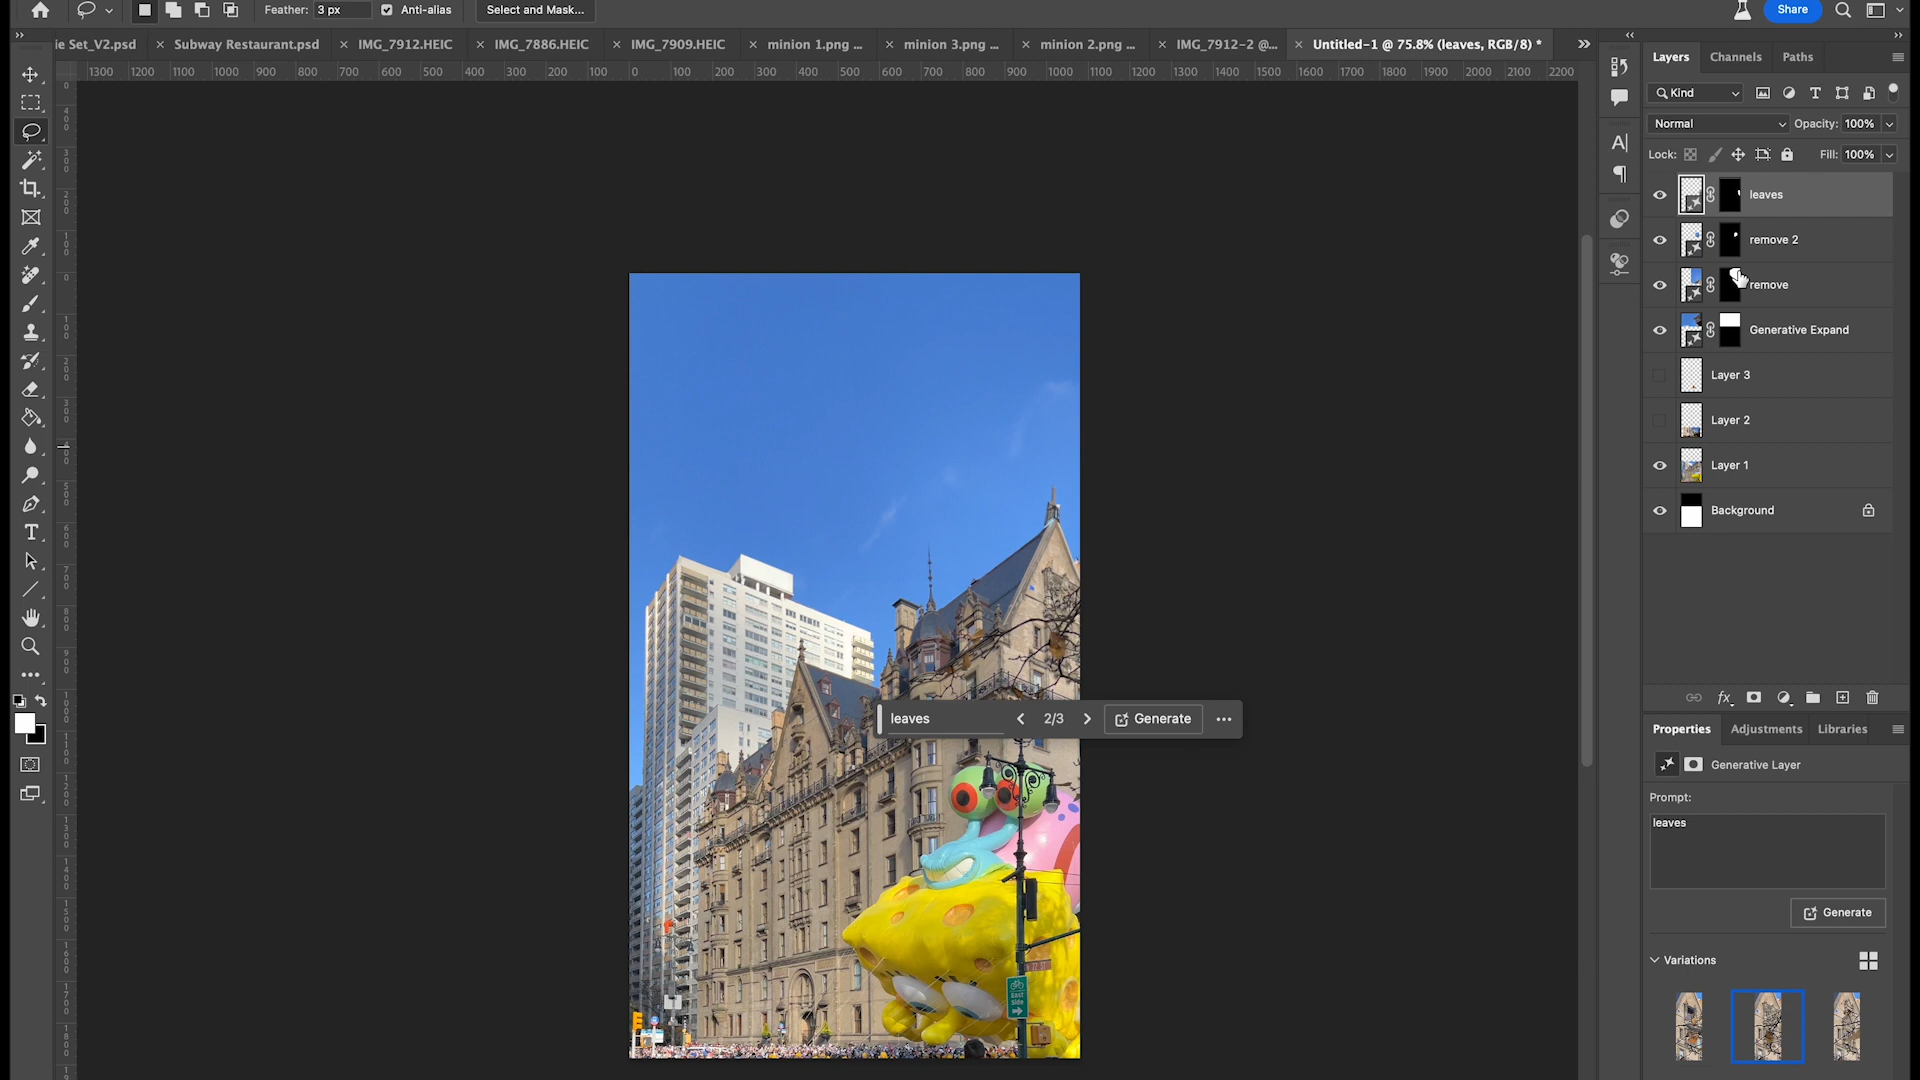 Feather: 3 px Anti-alias Select and Mask... Share
ie Set_V2.psd × Subway Restaurant.psd × IMG_7912.HEIC × IMG_7886.HEIC × IMG_7909.HEIC × minion 1.png ... × minion 3.png ... × minion 2.png ... × IMG_7912-2 @... × Untitled-1 @ 75.8% (leaves, RGB/8) *
1300 1200 1100 1000 900 800 700 600 500 400 300 200 100 0 100 200 300 400 500 600 700 800 900 1000 1100 1200 1300 1400 1500 1600 1700 1800 1900 2000 2100 2200
Layers Channels Paths
Kind
Normal Opacity: 100%
Lock: Fill: 100%
leaves
remove 2
remove
Generative Expand
Layer 3
Layer 2
Layer 1
Background
leaves 2/3 Generate
East
Side
Properties Adjustments Libraries
Generative Layer
Prompt:
leaves
Generate
Variations